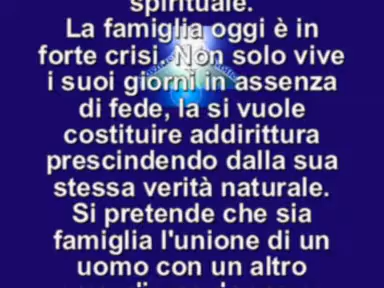 spirituale.
La famiglia oggi è in
forte crisi. Non solo vive
i suoi giorni in assenza
di fede, la si vuole
costituire addirittura
prescindendo dalla sua
stessa verità naturale.
Si pretende che sia
famiglia l'unione di un
uomo con un altro